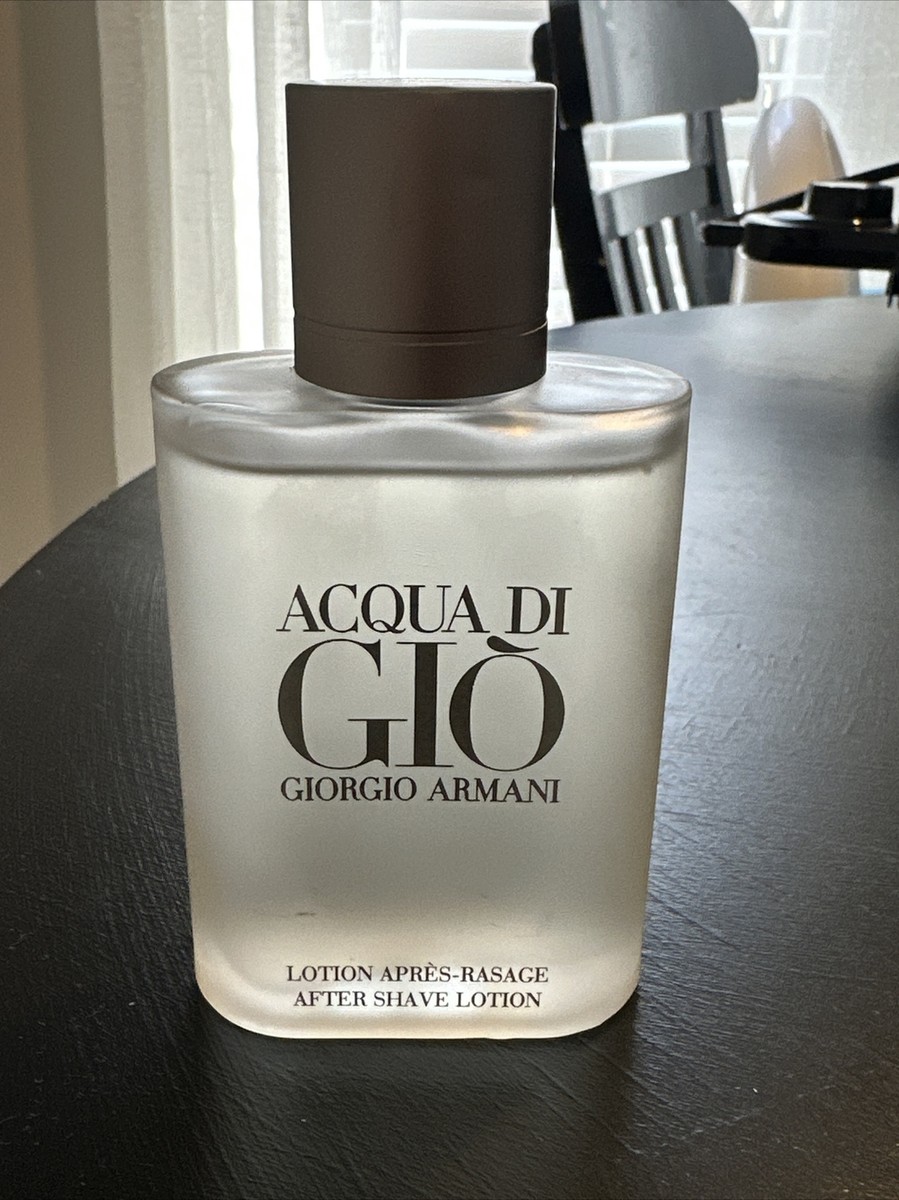 ACQUA DI
GIÒ
GIORGIO ARMANI
LOTION APRÈS-RASAGE
AFTER SHAVE LOTION